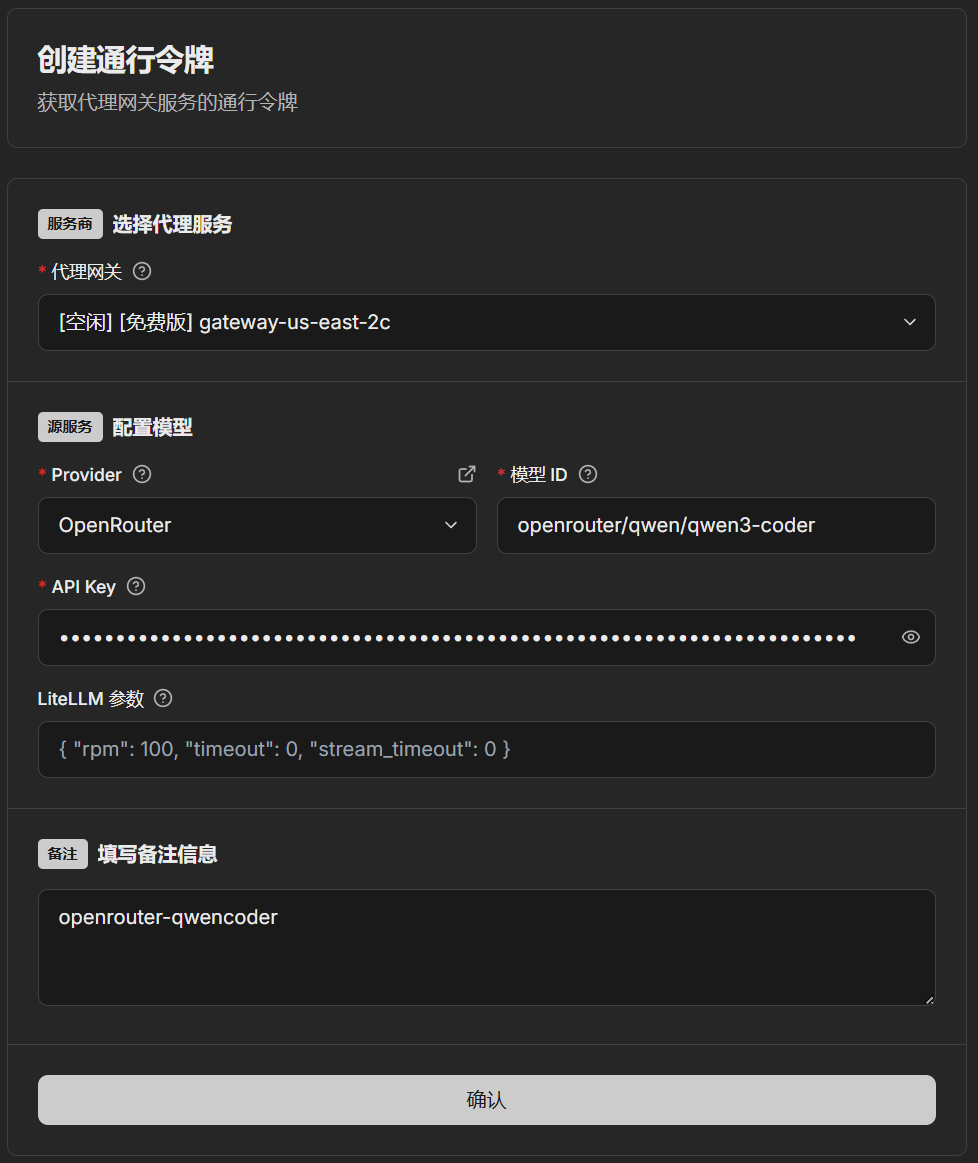 创建通行令牌
获取代理网关服务的通行令牌
服务商 选择代理服务
* 代理网关
[空闲] [免费版] gateway-us-east-2c
源服务 配置模型
* Provider * 模型 ID
OpenRouter openrouter/qwen/qwen3-coder
* API Key
LiteLLM 参数
{ "rpm": 100, "timeout": 0, "stream_timeout": 0 }
备注 填写备注信息
openrouter-qwencoder
确认